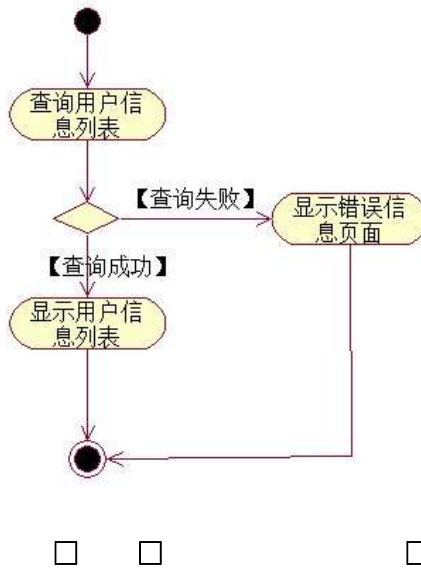 查询用户信
息列表
【查询失败】
显示错误信
息页面
【查询成功】
显示用户信
息列表